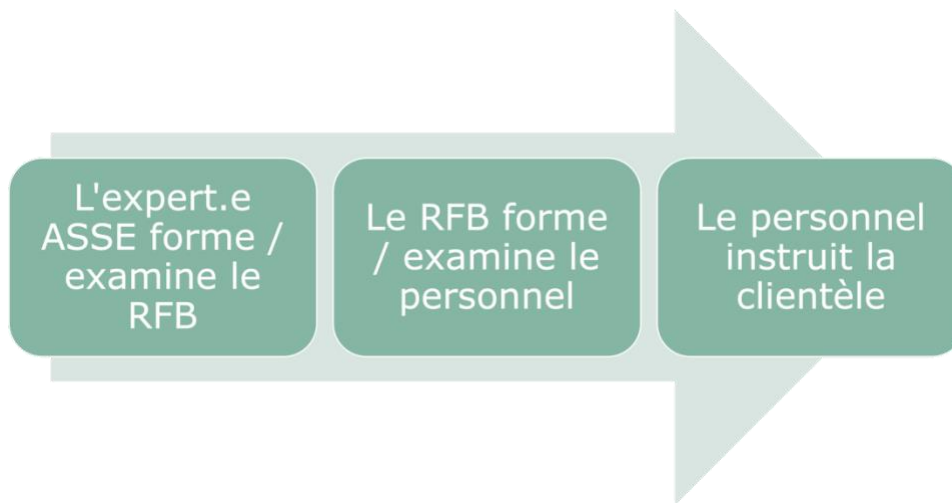 L'expert.e
ASSE forme /
examine le
RFB
Le RFB forme
/ examine le
personnel
Le personnel
instruit la
clientèle